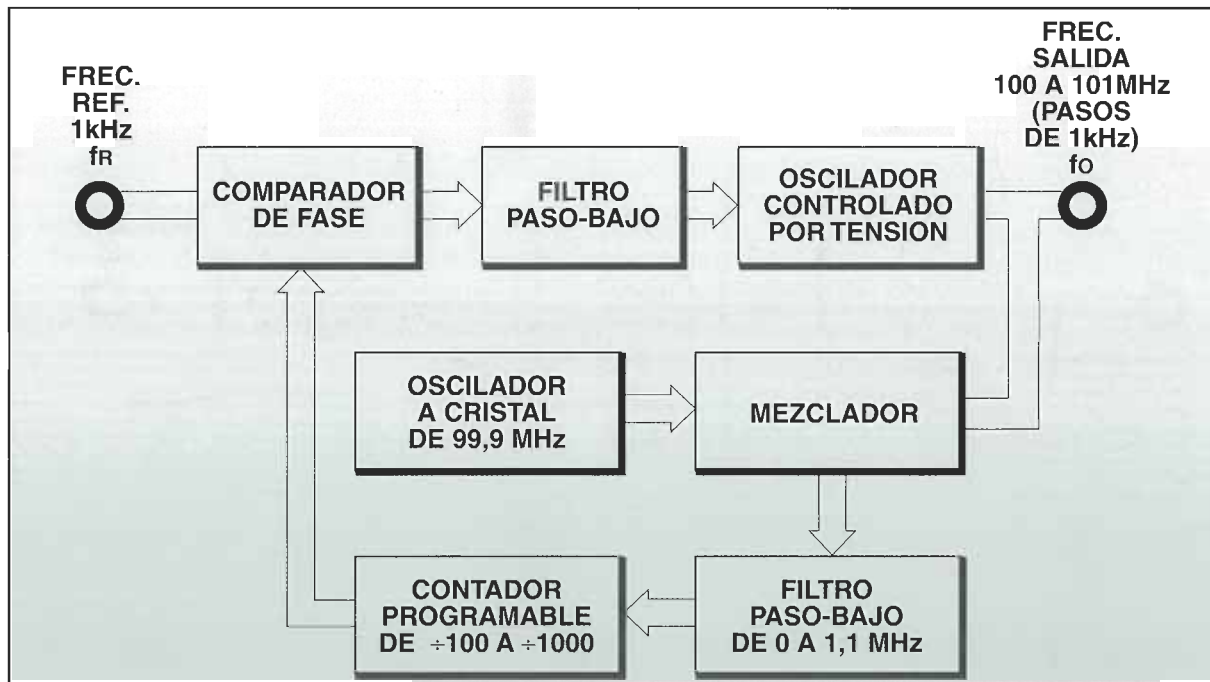 FREC.
REF.
1kHz
fR
COMPARADOR
DE FASE
FILTRO
PASO-BAJO
OSCILADOR
CONTROLADO
POR TENSION
FREC.
SALIDA
100 A 101MHz
(PASOS
DE 1kHz)
fo
OSCILADOR
A CRISTAL
DE 99,9 MHz
MEZCLADOR
CONTADOR
PROGRAMABLE
DE ÷100 A ÷1000
FILTRO
PASO-BAJO
DE 0 A 1,1 MHz